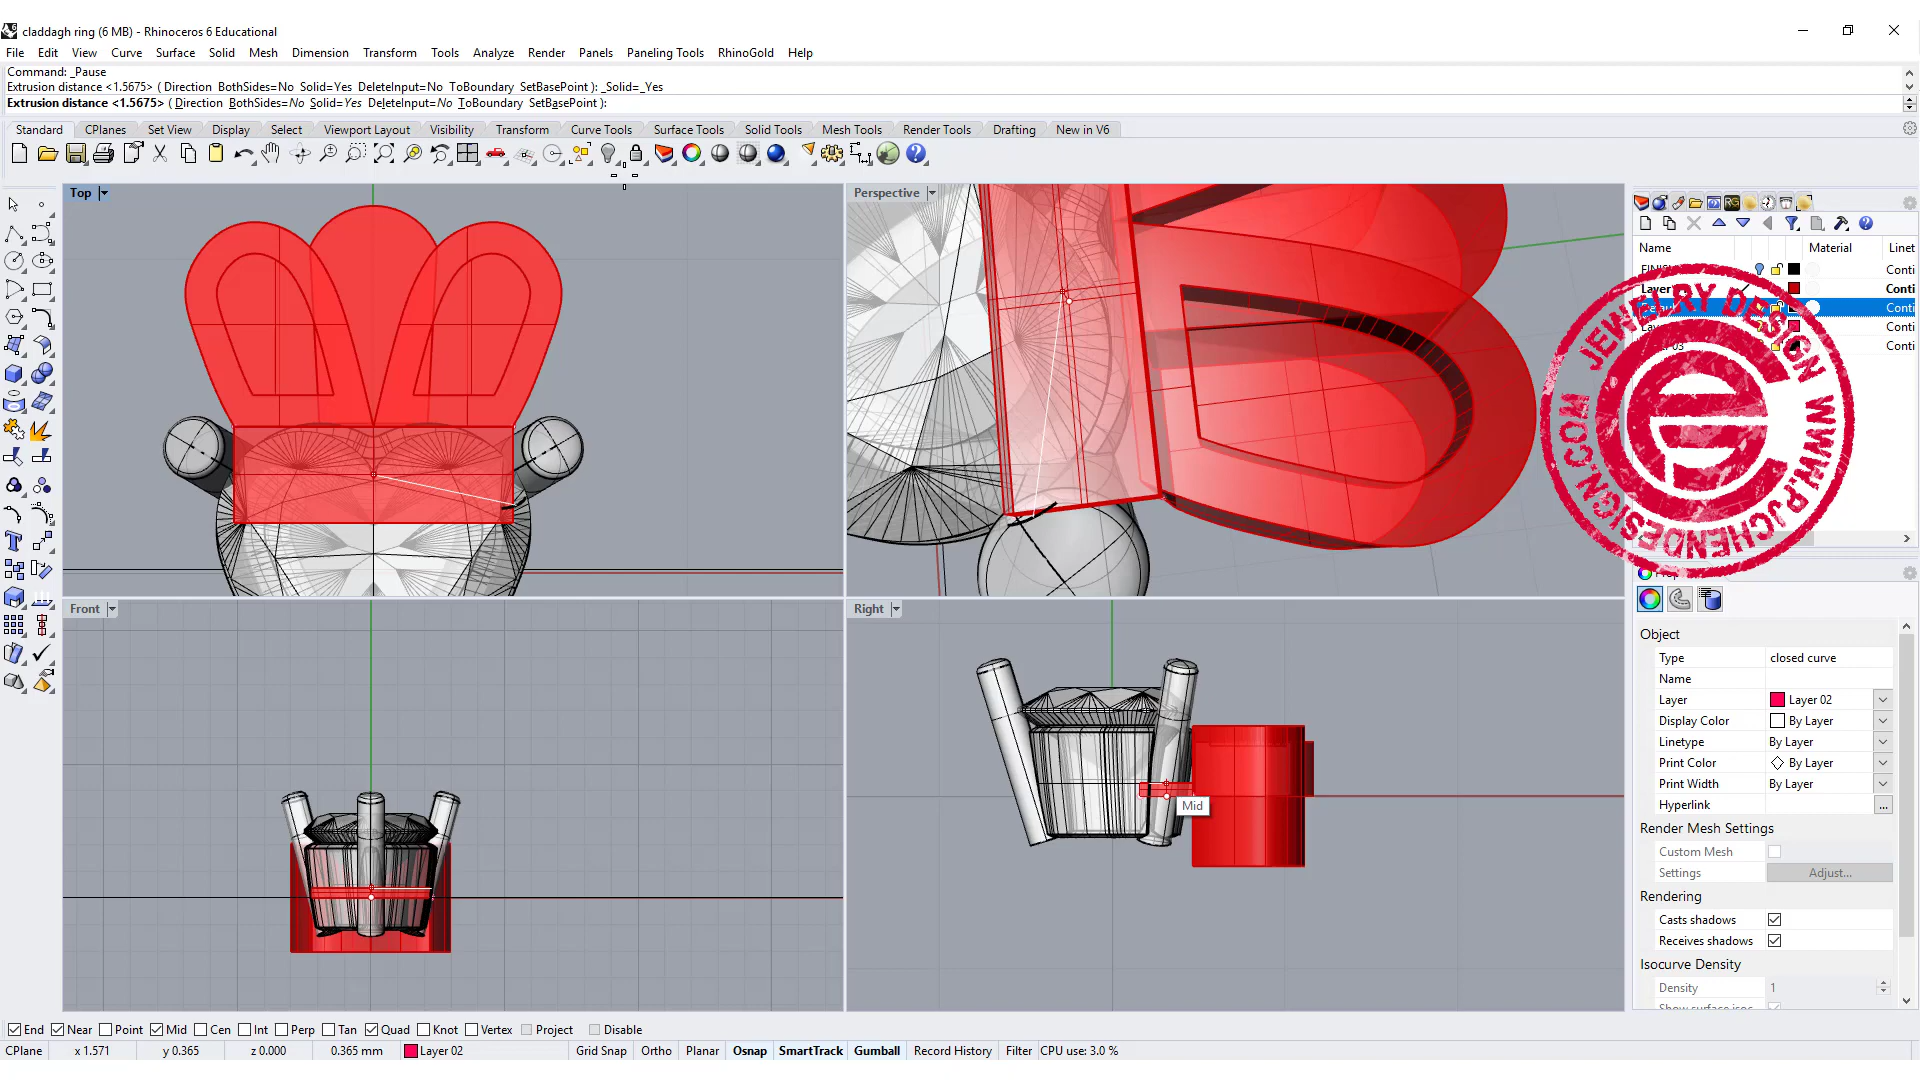 claddagh ring (6 MB) - Rhinoceros 6 Educational
File Edit View Curve Surface Solid Mesh Dimension Transform Tools Analyze Render Panels Paneling Tools RhinoGold Help
Command: _Pause
Extrusion distance <1.5675> ( Direction BothSides=No Solid=Yes DeleteInput=No ToBoundary SetBasePoint ): _Solid=_Yes
Extrusion distance <1.5675> ( Direction BothSides=No Solid=Yes DeleteInput=No ToBoundary SetBasePoint ):
Standard CPlanes Set View Display Select Viewport Layout Visibility Transform Curve Tools Surface Tools Solid Tools Mesh Tools Render Tools Drafting New in V6
Top
Perspective
Name Material Linet
Conti
Conti
Conti
Conti
Conti
JEWELRY DESIGN WWW.PJCHENDESIGN.COM
Front
Right
Mid
Object
Type closed curve
Name
Layer Layer 02
Display Color By Layer
Linetype By Layer
Print Color By Layer
Print Width By Layer
Hyperlink ...
Render Mesh Settings
Custom Mesh
Settings Adjust...
Rendering
Casts shadows
Receives shadows
Isocurve Density
Density 1
End Near Point Mid Cen Int Perp Tan Quad Knot Vertex Project Disable
CPlane x 1.571 y 0.365 z 0.000 0.365 mm Layer 02 Grid Snap Ortho Planar Osnap SmartTrack Gumball Record History Filter CPU use: 3.0 %